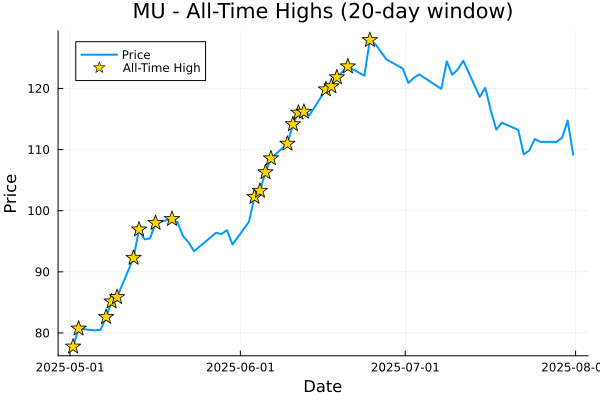 MU - All-Time Highs (20-day window)
Price
All-Time High
120
110
100
90
80
Price
2025-05-01
2025-06-01
2025-07-01
2025-08-0
Date